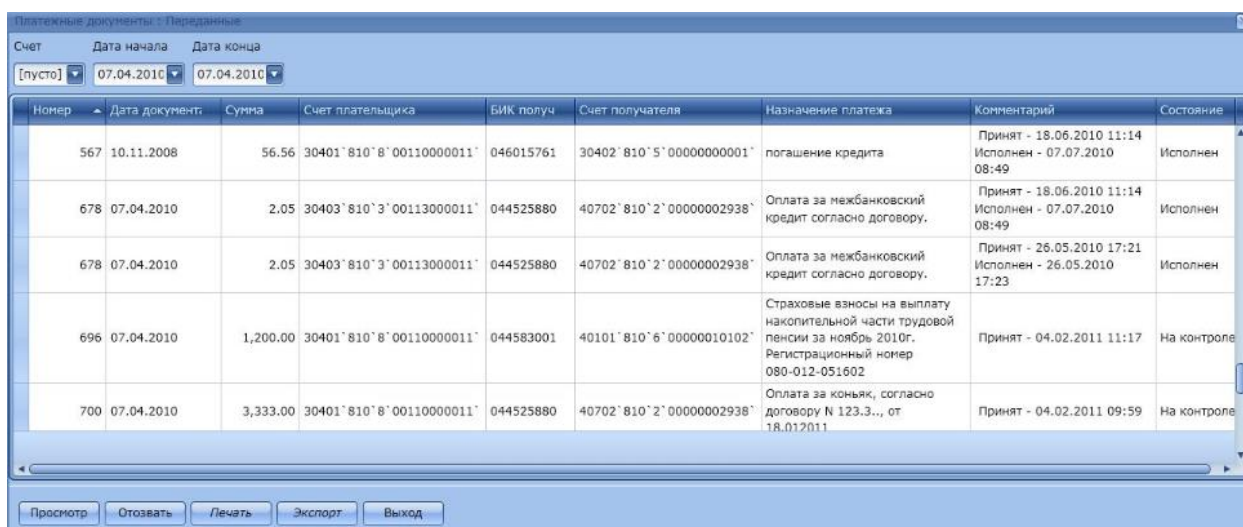 Платежные документы : Переданные
Счет Дата начала Дата конца
[пусто] 07.04.2010 07.04.2010
Номер Дата документа Сумма Счет плательщика БИК получ Счет получателя Назначение платежа Комментарий Состояние
567 10.11.2008 56.56 30401`810`8`00110000011` 046015761 30402`810`5`00000000001` погашение кредита Принят - 18.06.2010 11:14
Исполнен - 07.07.2010 Исполнен
08:49
678 07.04.2010 2.05 30403`810`3`00113000011` 044525880 40702`810`2`00000002938` Оплата за межбанковский Принят - 18.06.2010 11:14
кредит согласно договору. Исполнен - 07.07.2010 Исполнен
08:49
678 07.04.2010 2.05 30403`810`3`00113000011` 044525880 40702`810`2`00000002938` Оплата за межбанковский Принят - 26.05.2010 17:21
кредит согласно договору. Исполнен - 26.05.2010 Исполнен
17:23
696 07.04.2010 1,200.00 30401`810`8`00110000011` 044583001 40101`810`6`00000010102` Страховые взносы на выплату Принят - 04.02.2011 11:17 На контроле
накопительной части трудовой
пенсии за ноябрь 2010г.
Регистрационный номер
080-012-051602
700 07.04.2010 3,333.00 30401`810`8`00110000011` 044525880 40702`810`2`00000002938` Оплата за коньяк, согласно Принят - 04.02.2011 09:59 На контроле
договору N 123.3.., от
18.012011
Просмотр Отозвать Печать Экспорт Выход